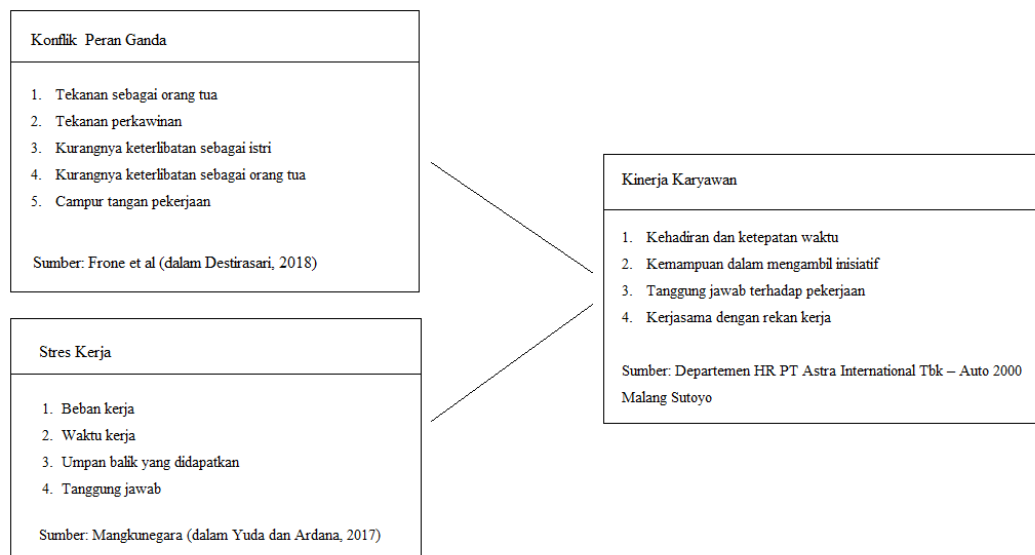 Konflik Peran Ganda
1. Tekanan sebagai orang tua
2. Tekanan perkawinan
3. Kurangnya keterlibatan sebagai istri
4. Kurangnya keterlibatan sebagai orang tua
5. Campur tangan pekerjaan
Sumber: Frone et al (dalam Destirasari, 2018)
Stres Kerja
1. Beban kerja
2. Waktu kerja
3. Umpan balik yang didapatkan
4. Tanggung jawab
Sumber: Mangkunegara (dalam Yuda dan Ardana, 2017)
Kinerja Karyawan
1. Kehadiran dan ketepatan waktu
2. Kemampuan dalam mengambil inisiatif
3. Tanggung jawab terhadap pekerjaan
4. Kerjasama dengan rekan kerja
Sumber: Departemen HR PT Astra International Tbk – Auto 2000
Malang Sutoyo